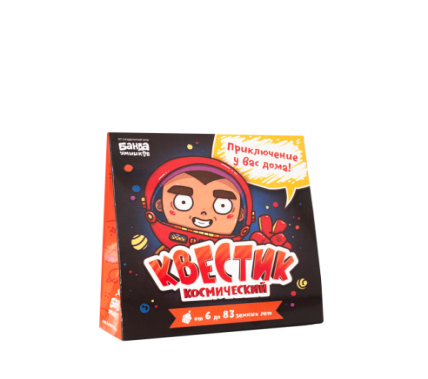 БАНДА
УМНИКОВ
Приключение
у вас дома!
КВЕСТИК
КОСМИЧЕСКИЙ
от 6 до 83 земных лет